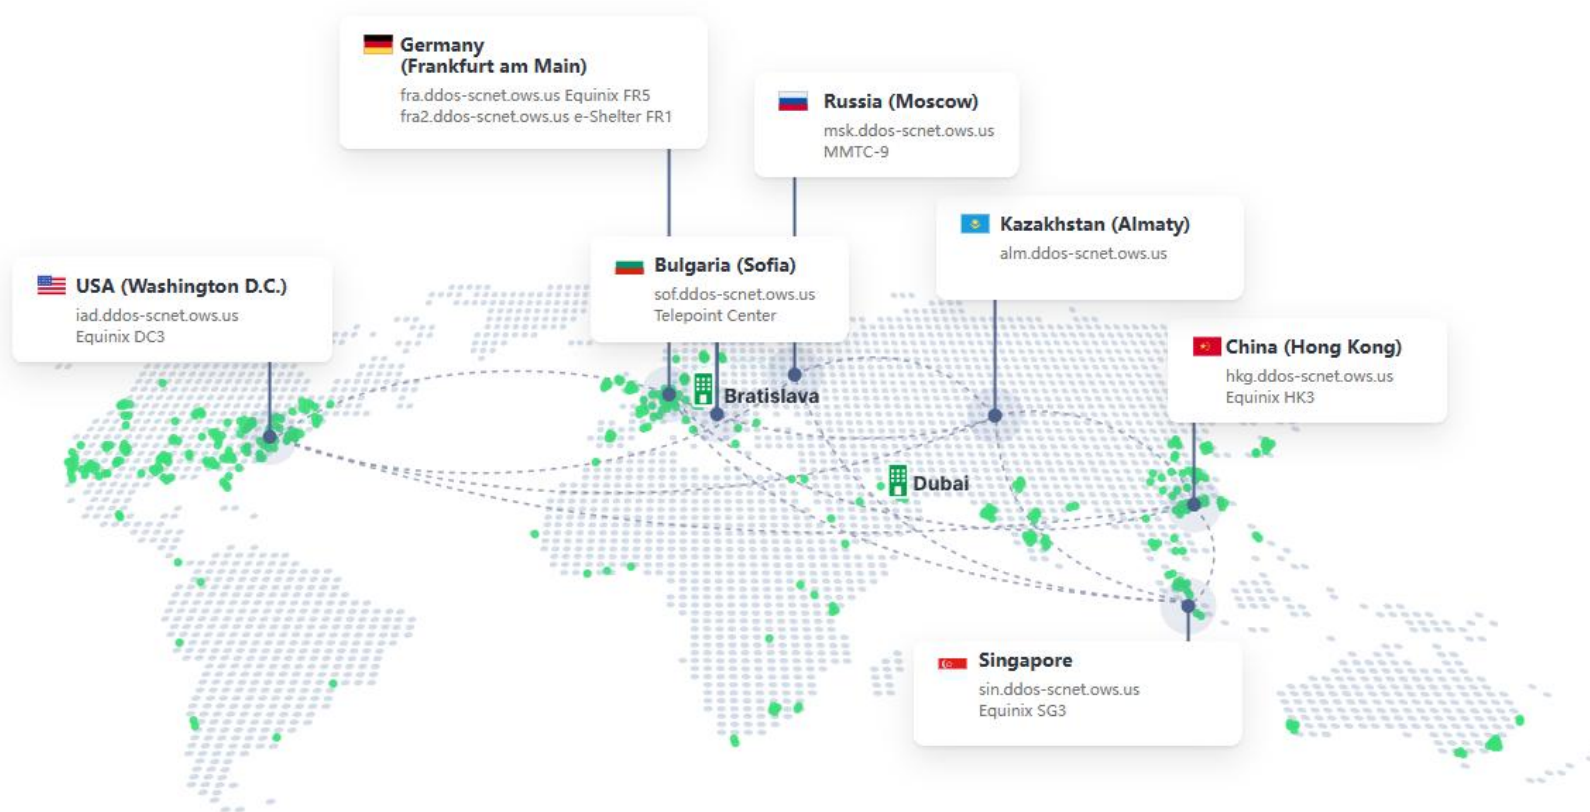 Germany
(Frankfurt am Main)
fra.ddos-scnet.ows.us Equinix FR5
fra2.ddos-scnet.ows.us e-Shelter FR1
Russia (Moscow)
msk.ddos-scnet.ows.us
MMTC-9
Kazakhstan (Almaty)
alm.ddos-scnet.ows.us
Bulgaria (Sofia)
sof.ddos-scnet.ows.us
Telepoint Center
USA (Washington D.C.)
iad.ddos-scnet.ows.us
Equinix DC3
China (Hong Kong)
hkg.ddos-scnet.ows.us
Equinix HK3
Bratislava
Dubai
Singapore
sin.ddos-scnet.ows.us
Equinix SG3